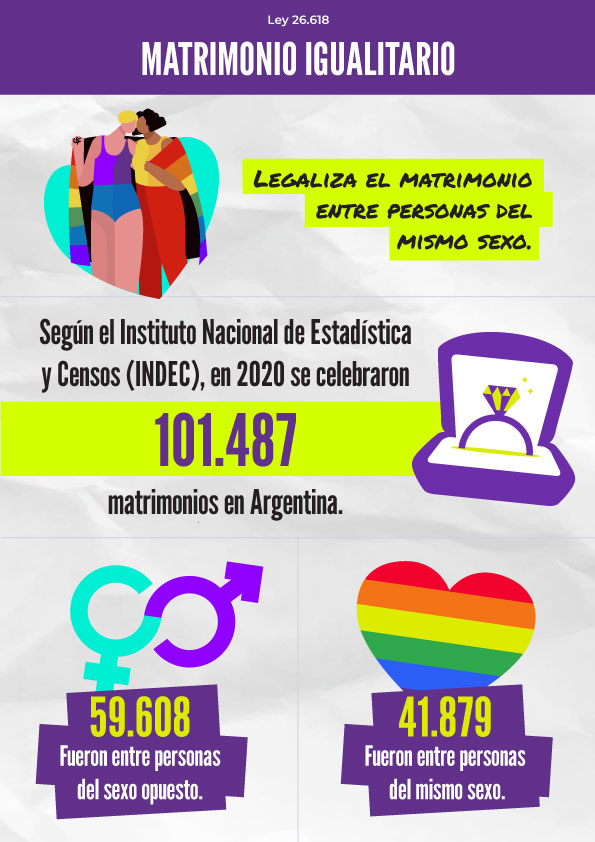 Ley 26.618
MATRIMONIO IGUALITARIO
LEGALIZA EL MATRIMONIO
ENTRE PERSONAS DEL
MISMO SEXO.
Según el Instituto Nacional de Estadística
y Censos (INDEC), en 2020 se celebraron
101.487
matrimonios en Argentina.
59.608
Fueron entre personas
del sexo opuesto.
41.879
Fueron entre personas
del mismo sexo.